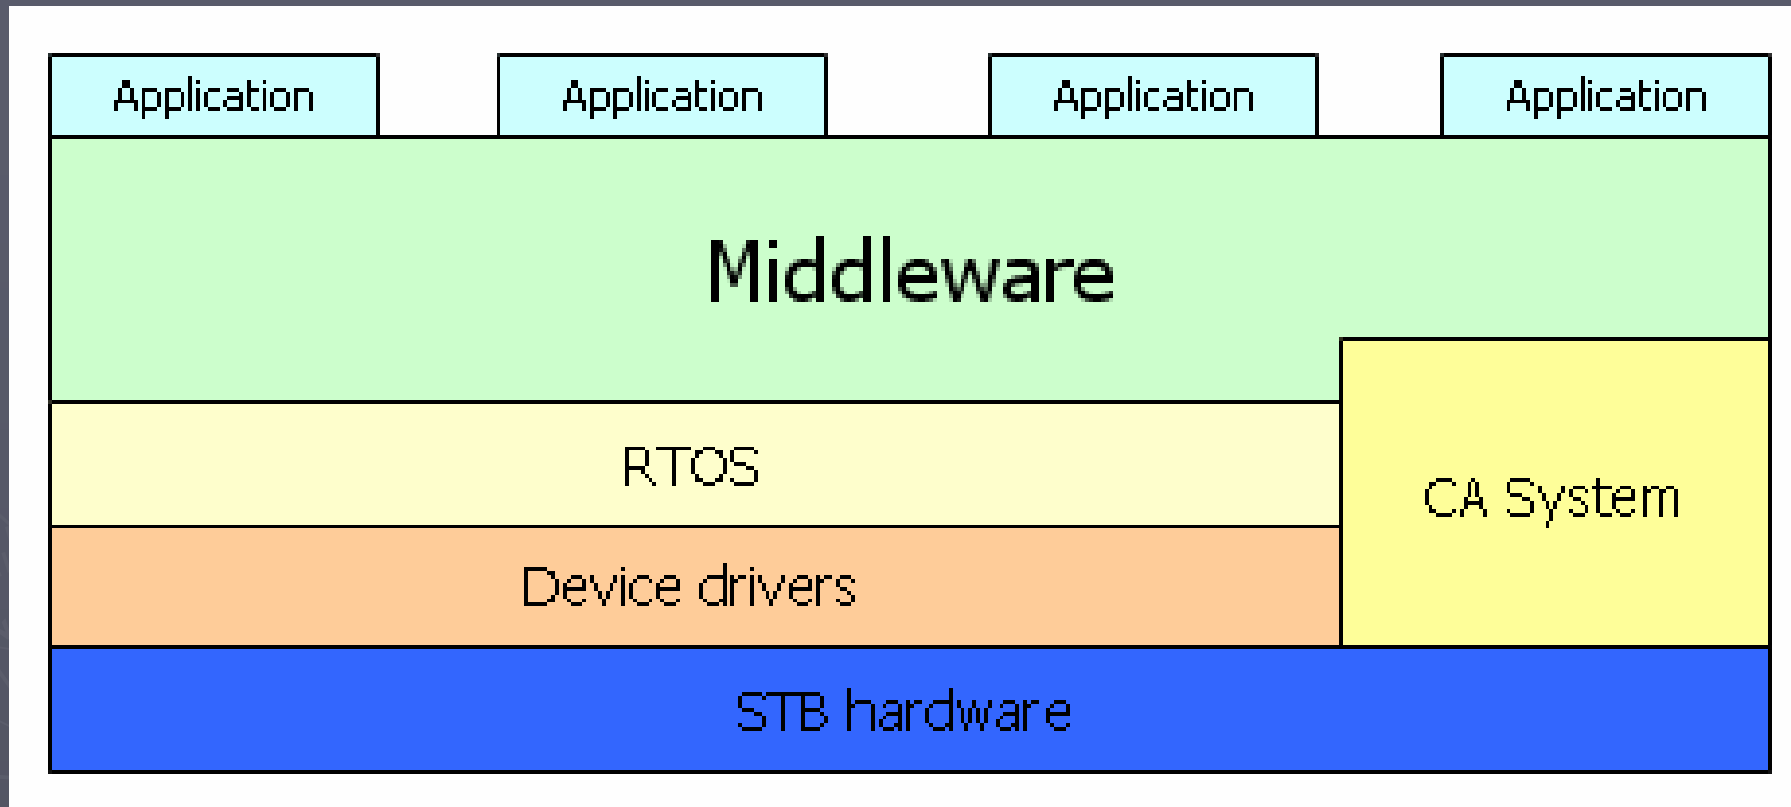 Application
Application
Application
Application
Middleware
RTOS
CA System
Device drivers
STB hardware